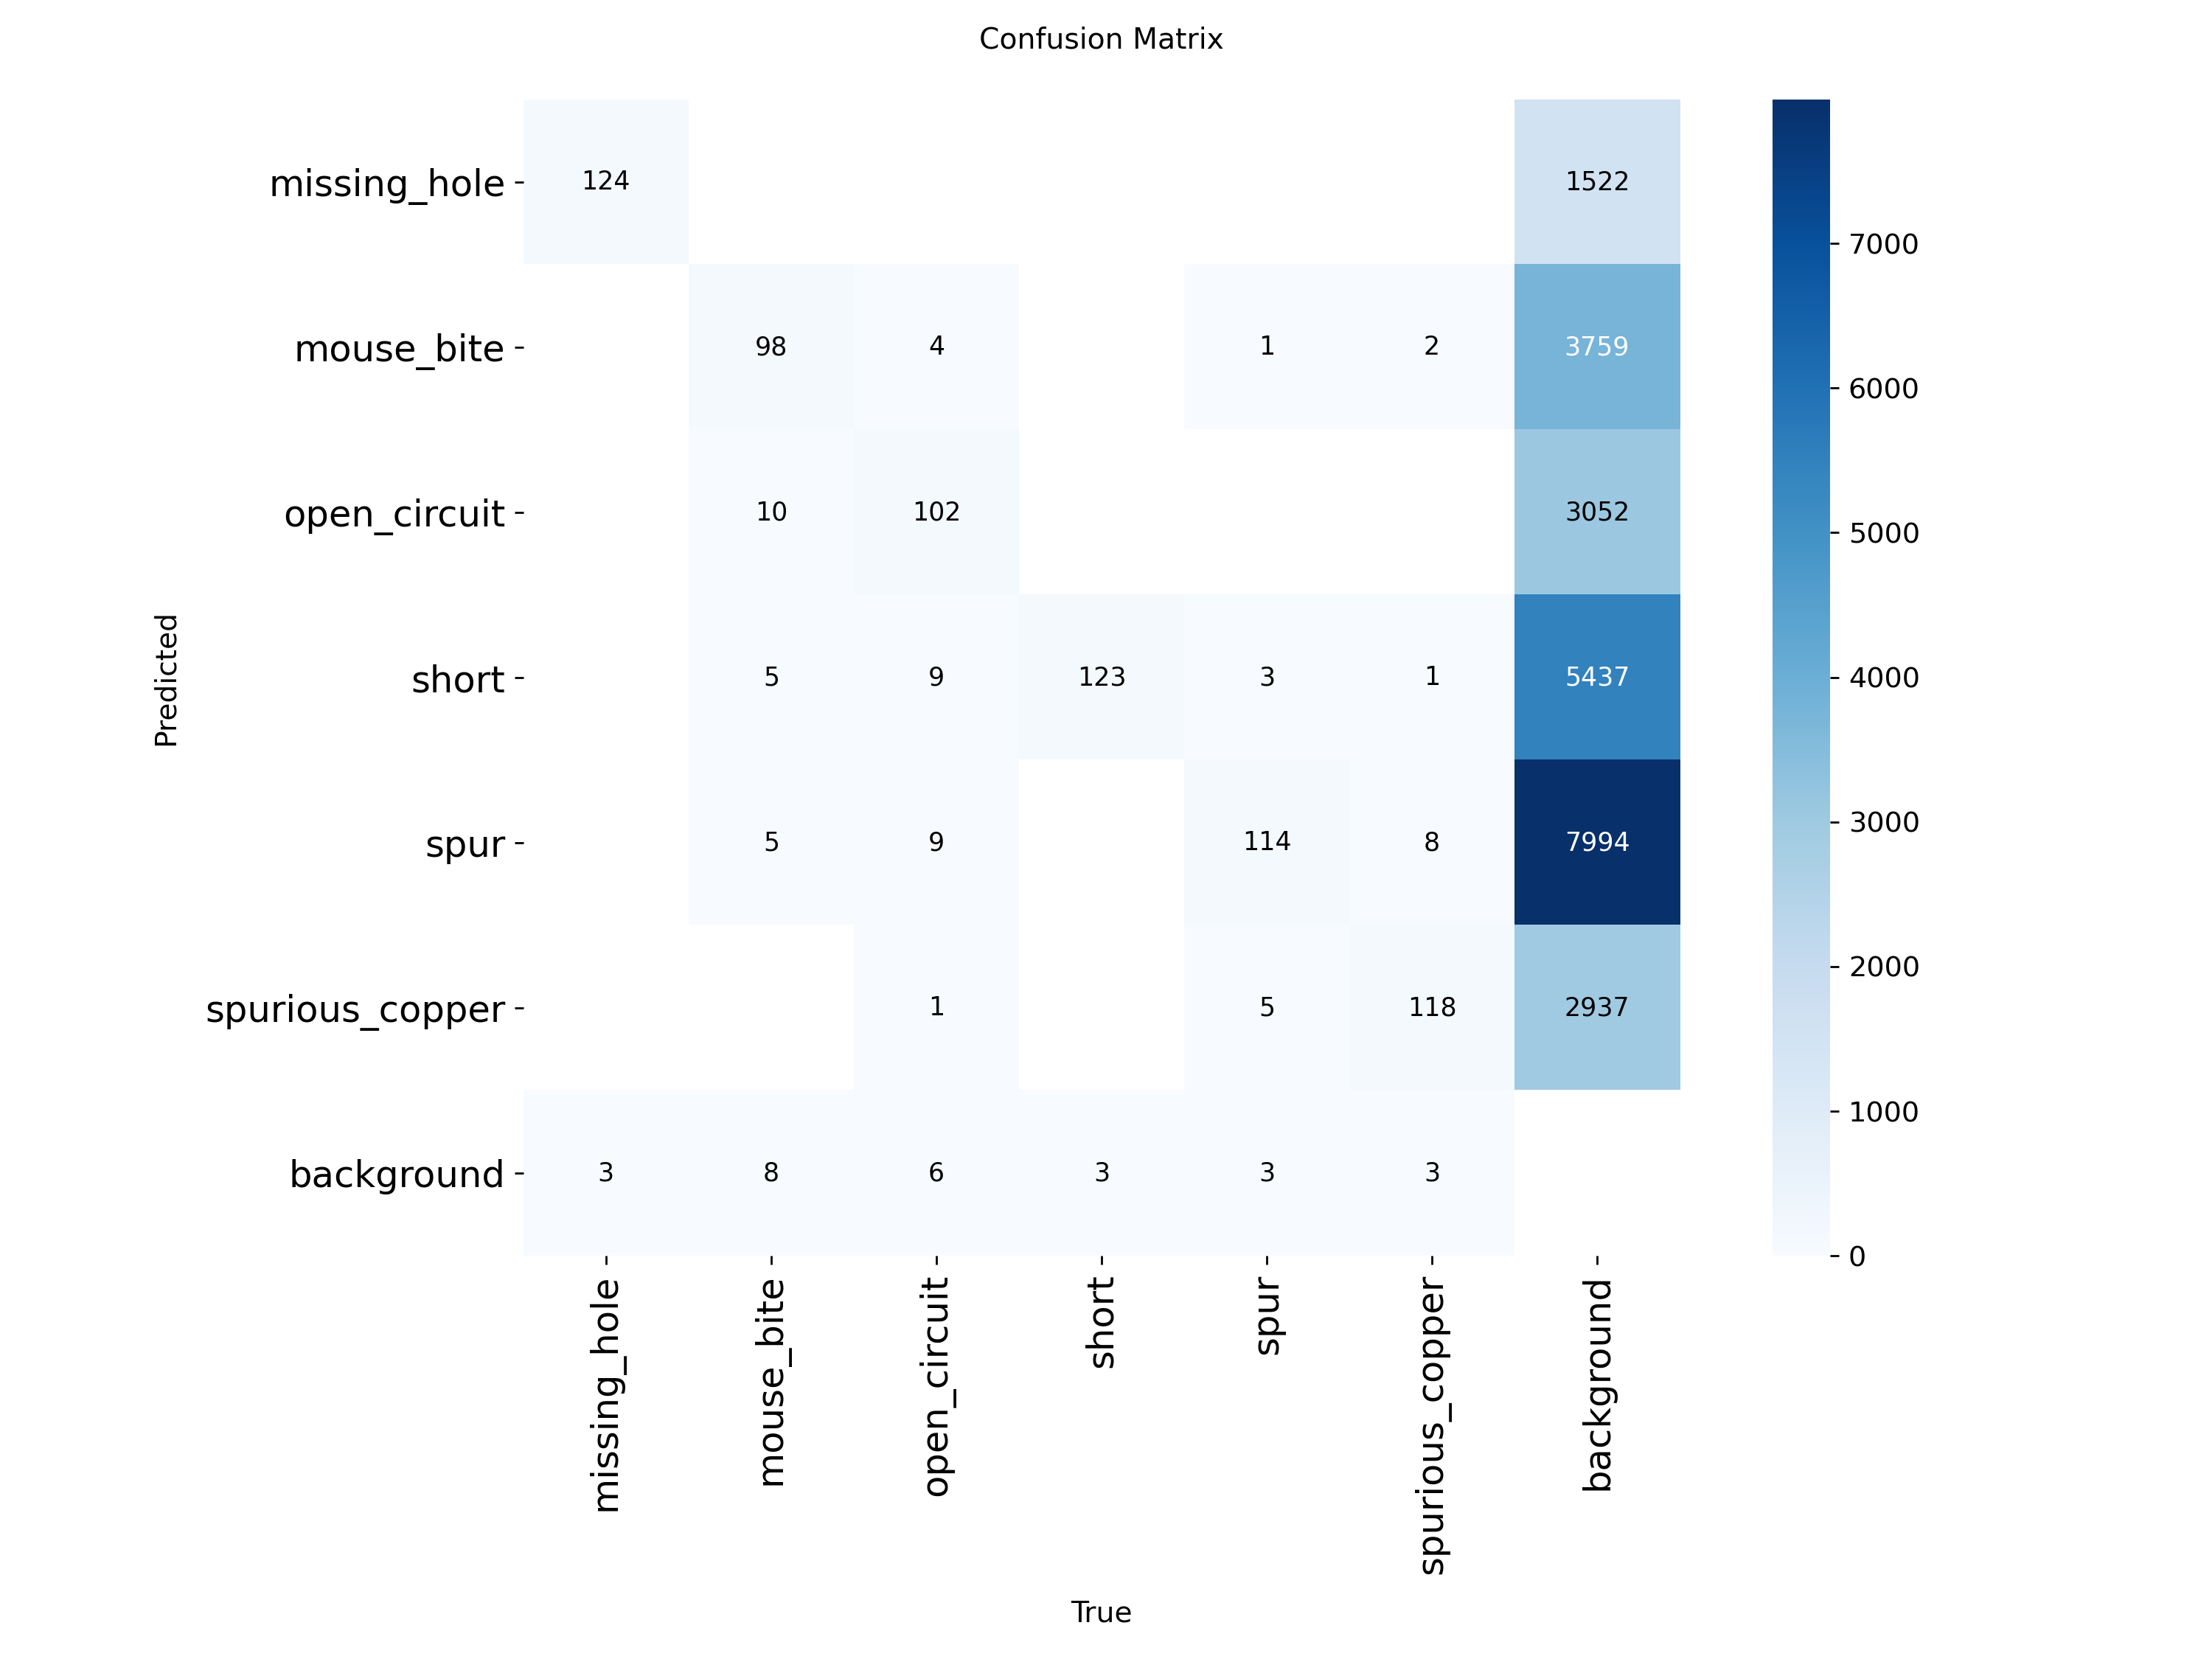 Confusion Matrix
missing_hole 124 1522
mouse_bite 98 4 1 2 3759
open_circuit 10 102 3052
short 5 9 123 3 1 5437
spur 5 9 114 8 7994
spurious_copper 1 5 118 2937
background 3 8 6 3 3 3
Predicted
missing_hole
mouse_bite
open_circuit
short
spur
spurious_copper
background
True
7000
6000
5000
4000
3000
2000
1000
0